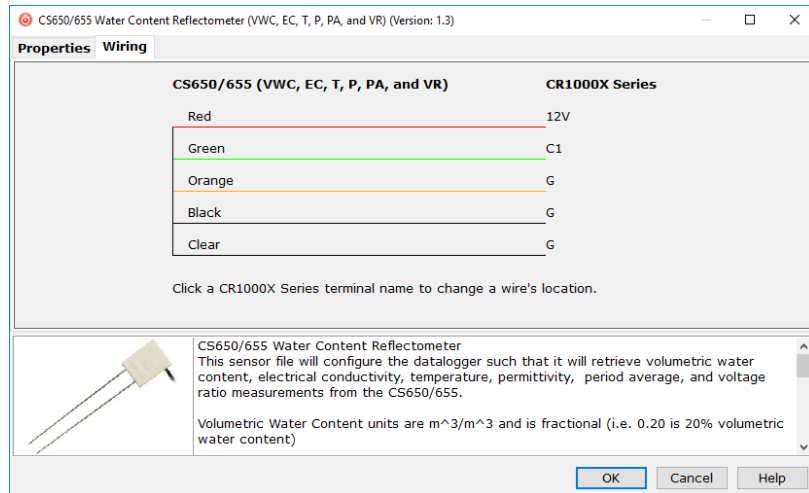 CS650/655 Water Content Reflectometer (VWC, EC, T, P, PA, and VR) (Version: 1.3)
Properties Wiring
CS650/655 (VWC, EC, T, P, PA, and VR) CR1000X Series
Red 12V
Green C1
Orange G
Black G
Clear G
Click a CR1000X Series terminal name to change a wire's location.
CS650/655 Water Content Reflectometer
This sensor file will configure the datalogger such that it will retrieve volumetric water
content, electrical conductivity, temperature, permittivity, period average, and voltage
ratio measurements from the CS650/655.
Volumetric Water Content units are m^3/m^3 and is fractional (i.e. 0.20 is 20% volumetric
water content)
OK Cancel Help